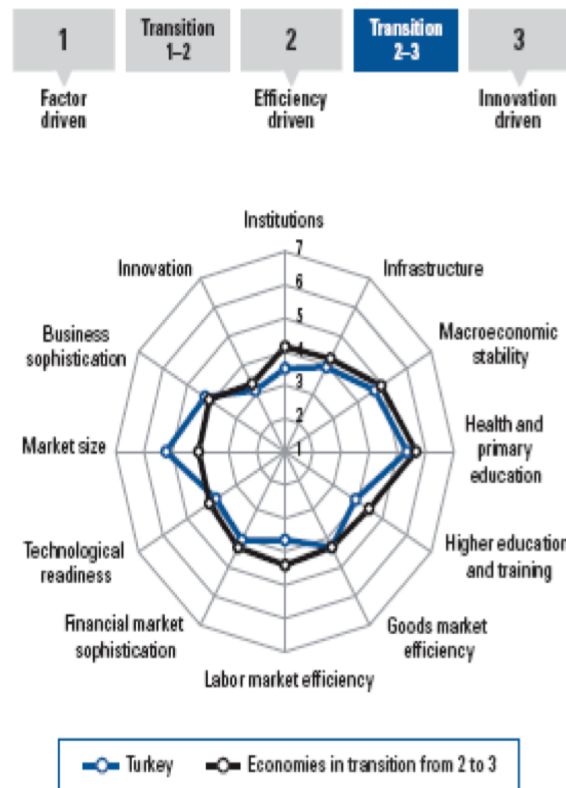 1
Transition
1–2
2
Transition
2–3
3
Factor
driven
Efficiency
driven
Innovation
driven
Institutions
7
6
5
4
3
2
1
Innovation
Infrastructure
Business
sophistication
Macroeconomic
stability
Market size
Health and
primary
education
Technological
readiness
Higher education
and training
Financial market
sophistication
Goods market
efficiency
Labor market efficiency
Turkey
Economies in transition from 2 to 3